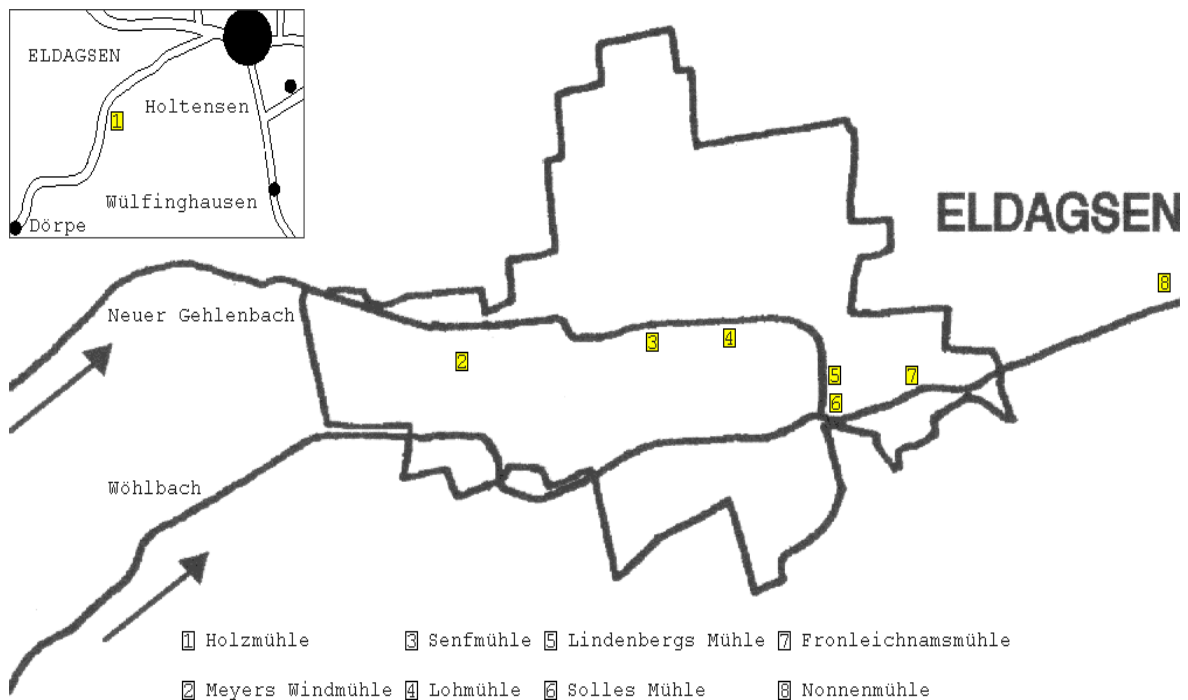 ELDAGSEN
Holtensen
1
Wülfinghausen
Dörpe
ELDAGSEN
8
Neuer Gehlenbach
3
4
2
5
7
6
Wöhlbach
1 Holzmühle 3 Senfmühle 5 Lindenbergs Mühle 7 Fronleichnamsmühle
2 Meyers Windmühle 4 Lohmühle 6 Solles Mühle 8 Nonnenmühle